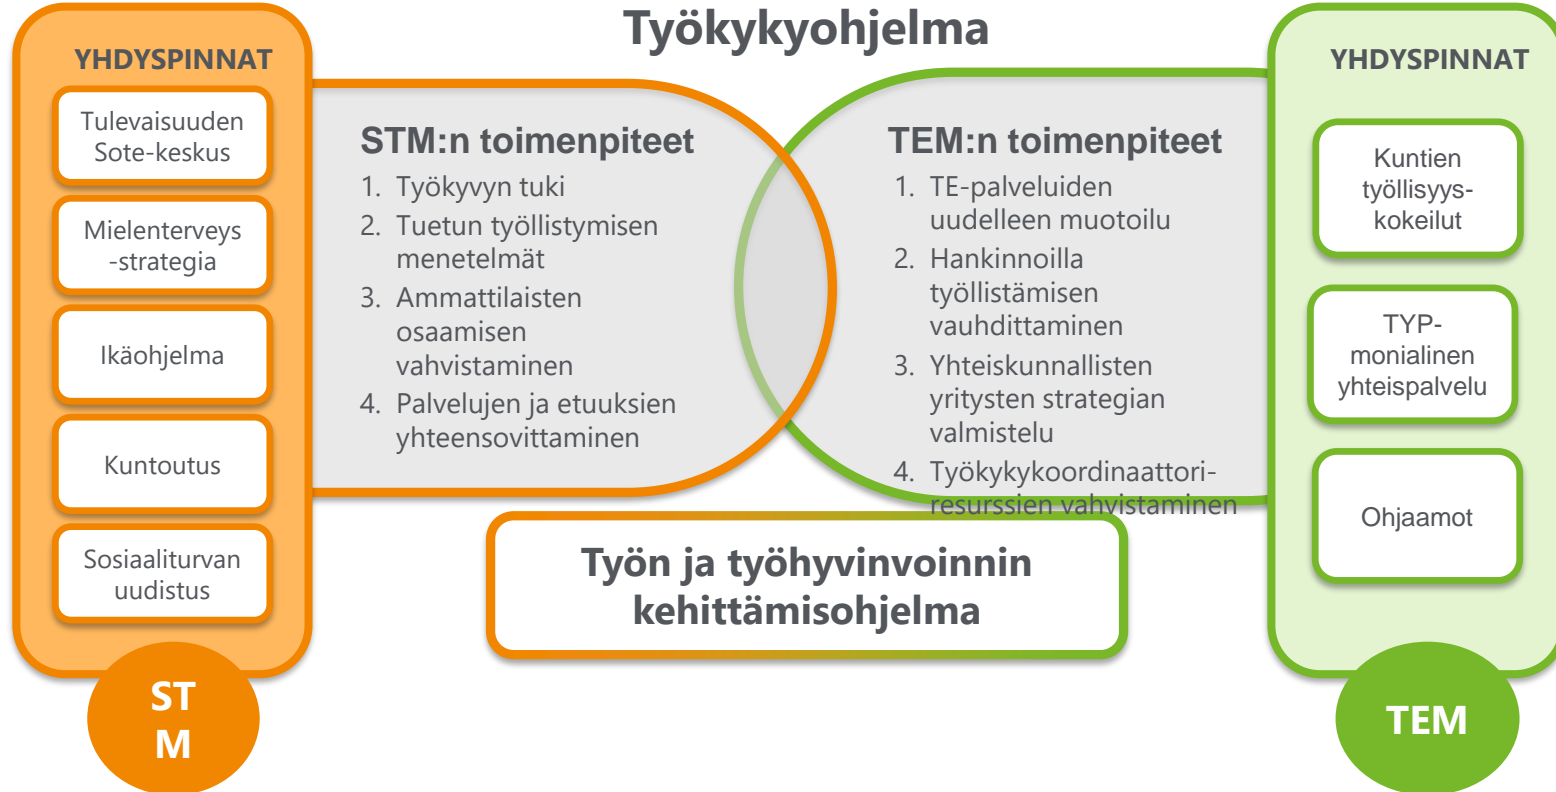 Työkykyohjelma
YHDYSPINNAT
Tulevaisuuden
Sote-keskus
Mielenterveys
-strategia
Ikäohjelma
Kuntoutus
Sosiaaliturvan
uudistus
ST
M
STM:n toimenpiteet
1. Työkyvyn tuki
2. Tuetun työllistymisen
menetelmät
3. Ammattilaisten
osaamisen
vahvistaminen
4. Palvelujen ja etuuksien
yhteensovittaminen
TEM:n toimenpiteet
1. TE-palveluiden
uudelleen muotoilu
2. Hankinnoilla
työllistämisen
vauhdittaminen
3. Yhteiskunnallisten
yritysten strategian
valmistelu
4. Työkykykoordinaattori-
resurssien vahvistaminen
Työn ja työhyvinvoinnin
kehittämisohjelma
YHDYSPINNAT
Kuntien
työllisyys-
kokeilut
TYP-
monialinen
yhteispalvelu
Ohjaamot
TEM